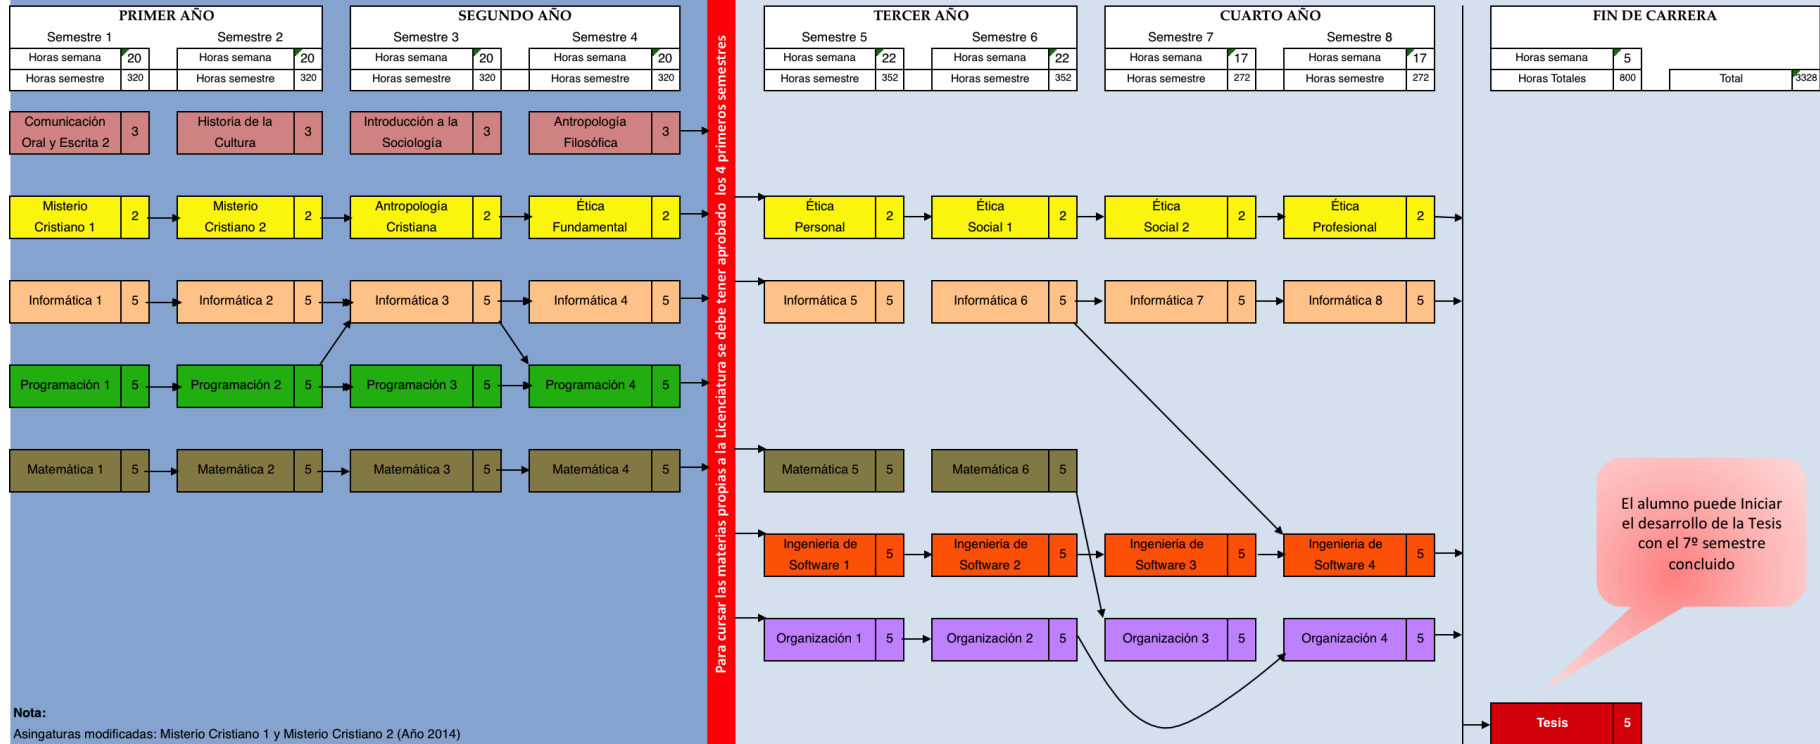 PRIMER AÑO
Semestre 1
Semestre 2
Horas semana 20
Horas semana 20
Horas semestre 320
Horas semestre 320
SEGUNDO AÑO
Semestre 3
Semestre 4
Horas semana 20
Horas semana 20
Horas semestre 320
Horas semestre 320
TERCER AÑO
Semestre 5
Semestre 6
Horas semana 22
Horas semana 22
Horas semestre 352
Horas semestre 352
CUARTO AÑO
Semestre 7
Semestre 8
Horas semana 17
Horas semana 17
Horas semestre 272
Horas semestre 272
FIN DE CARRERA
Horas semana 5
Horas Totales 800
Total 3328
Comunicación
Oral y Escrita 2 3
Historia de la
Cultura 3
Introducción a la
Sociología 3
Antropología
Filosófica 3
Misterio
Cristiano 1 2
Misterio
Cristiano 2 2
Antropología
Cristiana 2
Ética
Fundamental 2
Ética
Personal 2
Ética
Social 1 2
Ética
Social 2 2
Ética
Profesional 2
Informática 1 5
Informática 2 5
Informática 3 5
Informática 4 5
Informática 5 5
Informática 6 5
Informática 7 5
Informática 8 5
Programación 1 5
Programación 2 5
Programación 3 5
Programación 4 5
Matemática 1 5
Matemática 2 5
Matemática 3 5
Matemática 4 5
Matemática 5 5
Matemática 6 5
Ingenieria de
Software 1 5
Ingenieria de
Software 2 5
Ingenieria de
Software 3 5
Ingenieria de
Software 4 5
Organización 1 5
Organización 2 5
Organización 3 5
Organización 4 5
Para cursar las materias propias a la Licenciatura se debe tener aprobado los 4 primeros semestres
El alumno puede Iniciar
el desarrollo de la Tesis
con el 7º semestre
concluido
Tesis 5
Nota:
Asingaturas modificadas: Misterio Cristiano 1 y Misterio Cristiano 2 (Año 2014)